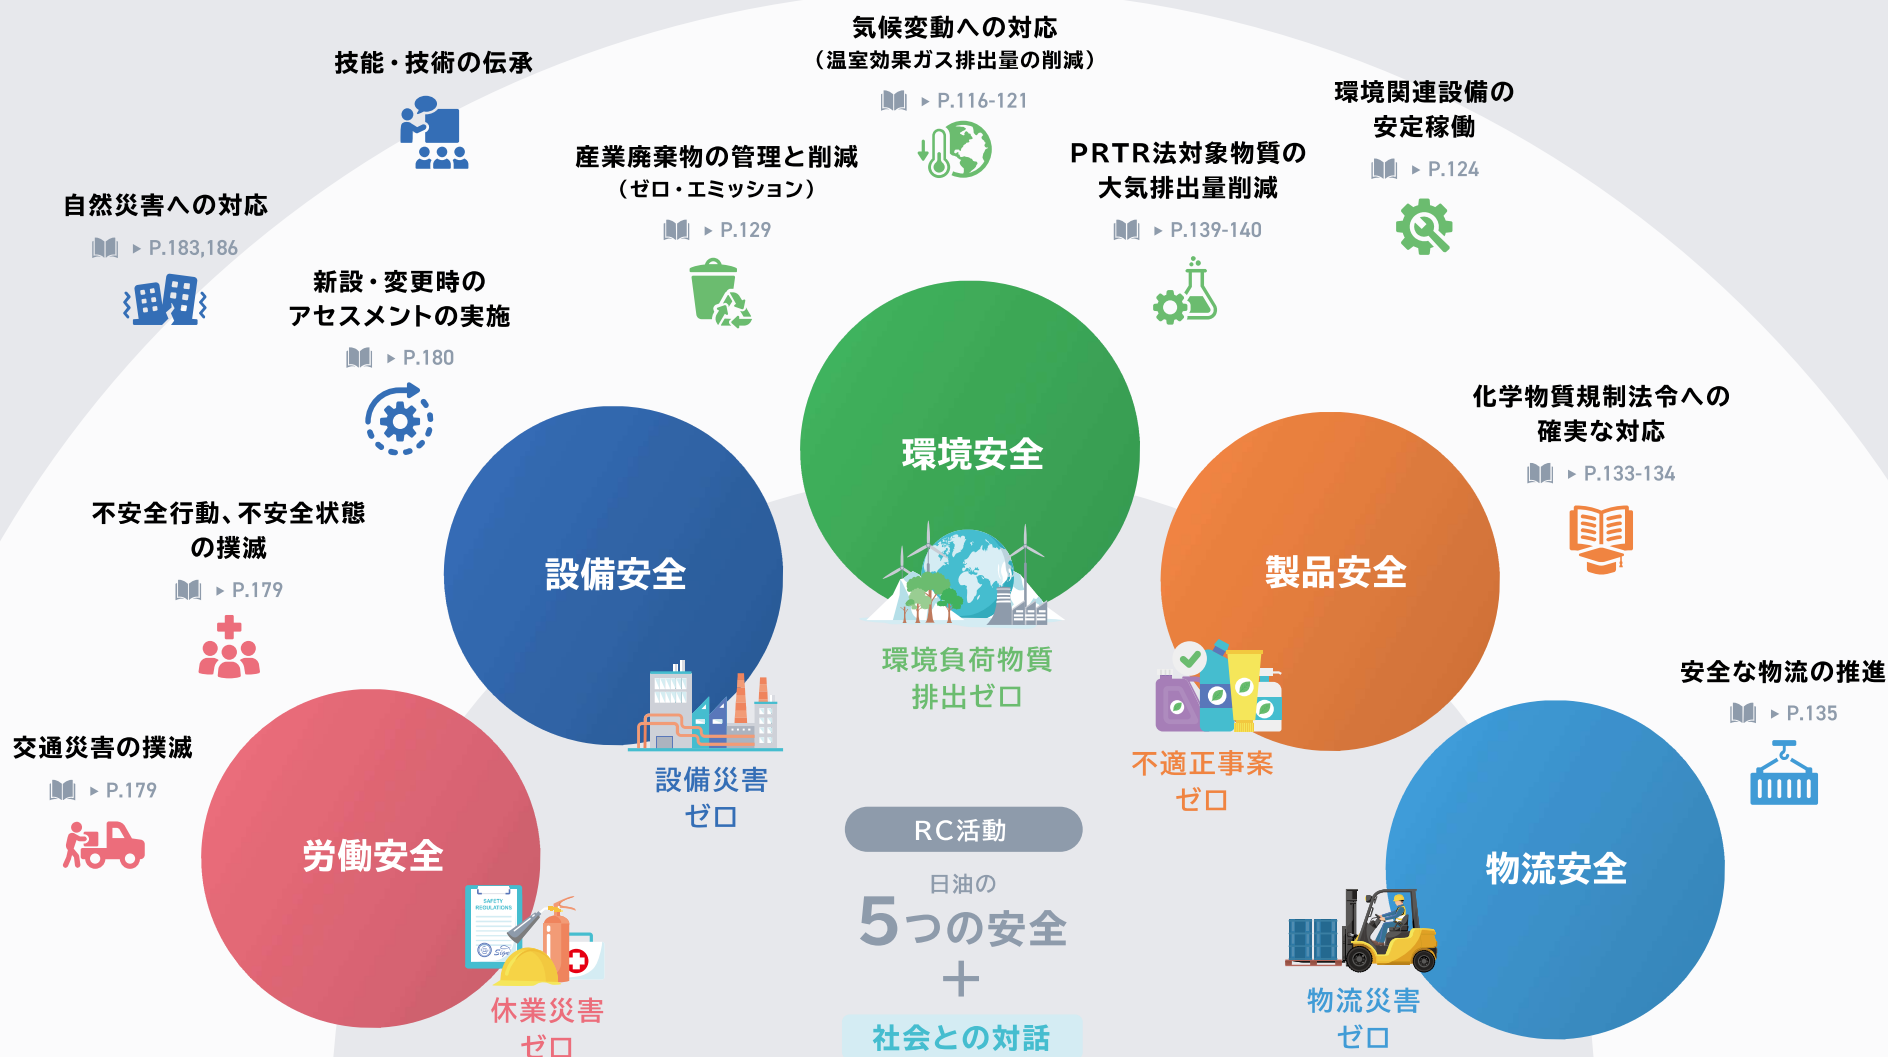 気候変動への対応
（温室効果ガス排出量の削減）
P.116-121
技能・技術の伝承
環境関連設備の
安定稼働
P.124
産業廃棄物の管理と削減
（ゼロ・エミッション）
P.129
PRTR法対象物質の
大気排出量削減
P.139-140
自然災害への対応
P.183,186
新設・変更時の
アセスメントの実施
P.180
化学物質規制法令への
確実な対応
P.133-134
不安全行動、不安全状態
の撲滅
P.179
安全な物流の推進
P.135
交通災害の撲滅
P.179
環境安全
環境負荷物質
排出ゼロ
設備安全
設備災害
ゼロ
製品安全
不適正事案
ゼロ
労働安全
SAFETY
REGULATIONS
Sign
休業災害
ゼロ
物流安全
物流災害
ゼロ
RC活動
日油の
5つの安全
＋
社会との対話